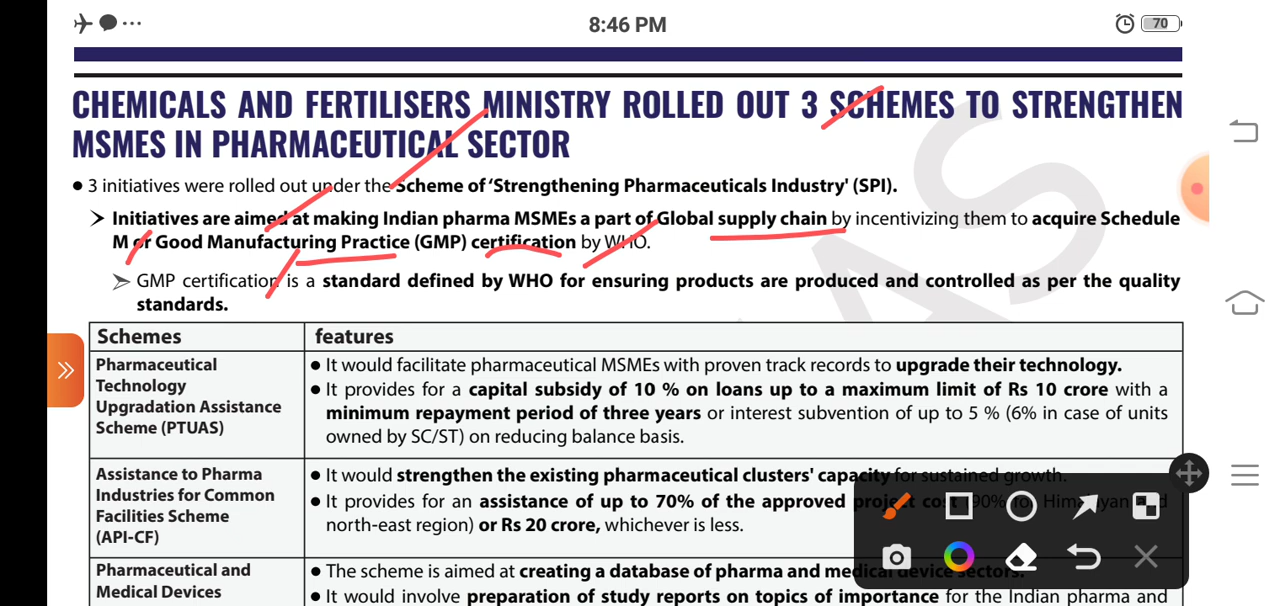 8:46 PM
70
CHEMICALS AND FERTILISERS MINISTRY ROLLED OUT 3 SCHEMES TO STRENGTHEN
MSMES IN PHARMACEUTICAL SECTOR
● 3 initiatives were rolled out under the Scheme of 'Strengthening Pharmaceuticals Industry' (SPI).
➢ Initiatives are aimed at making Indian pharma MSMEs a part of Global supply chain by incentivizing them to acquire Schedule
M or Good Manufacturing Practice (GMP) certification by WHO.
➢ GMP certification is a standard defined by WHO for ensuring products are produced and controlled as per the quality
standards.
Schemes features
Pharmaceutical
Technology
Upgradation Assistance
Scheme (PTUAS)
● It would facilitate pharmaceutical MSMEs with proven track records to upgrade their technology.
● It provides for a capital subsidy of 10 % on loans up to a maximum limit of Rs 10 crore with a
minimum repayment period of three years or interest subvention of up to 5 % (6% in case of units
owned by SC/ST) on reducing balance basis.
Assistance to Pharma
Industries for Common
Facilities Scheme
(API-CF)
● It would strengthen the existing pharmaceutical clusters' capacity for sustained growth.
● It provides for an assistance of up to 70% of the approved project cost (90% for Himalayan and
north-east region) or Rs 20 crore, whichever is less.
Pharmaceutical and
Medical Devices
● The scheme is aimed at creating a database of pharma and medical device sectors.
● It would involve preparation of study reports on topics of importance for the Indian pharma and